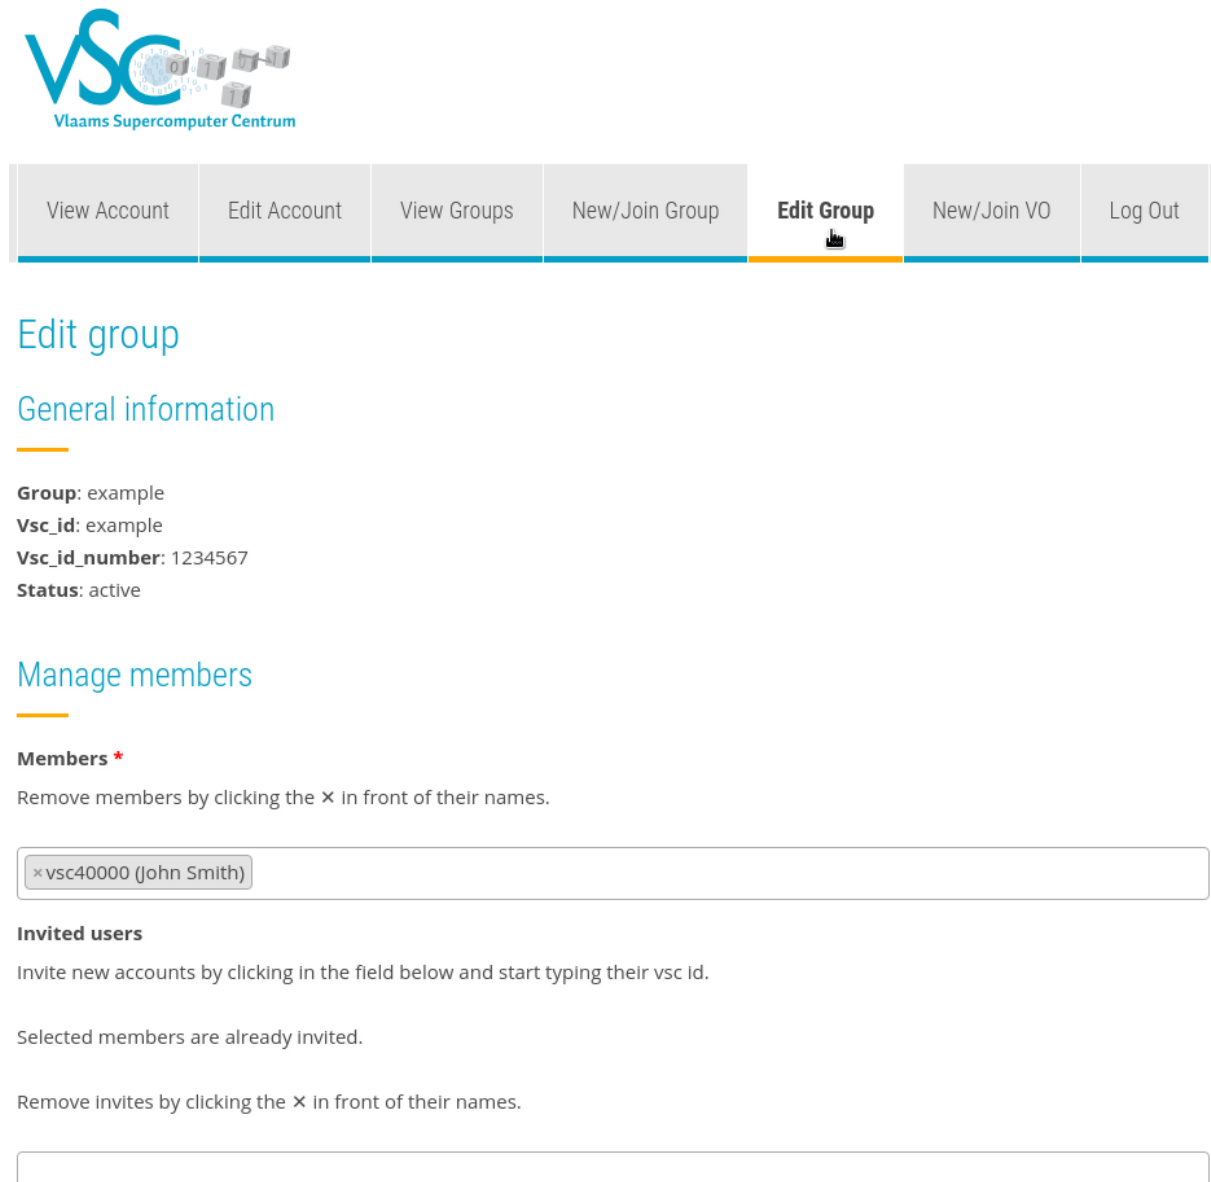 VSC
Vlaams Supercomputer Centrum
View Account
Edit Account
View Groups
New/Join Group
Edit Group
New/Join VO
Log Out
Edit group
General information
Group: example
Vsc_id: example
Vsc_id_number: 1234567
Status: active
Manage members
Members *
Remove members by clicking the ✕ in front of their names.
×vsc40000 (John Smith)
Invited users
Invite new accounts by clicking in the field below and start typing their vsc id.
Selected members are already invited.
Remove invites by clicking the ✕ in front of their names.